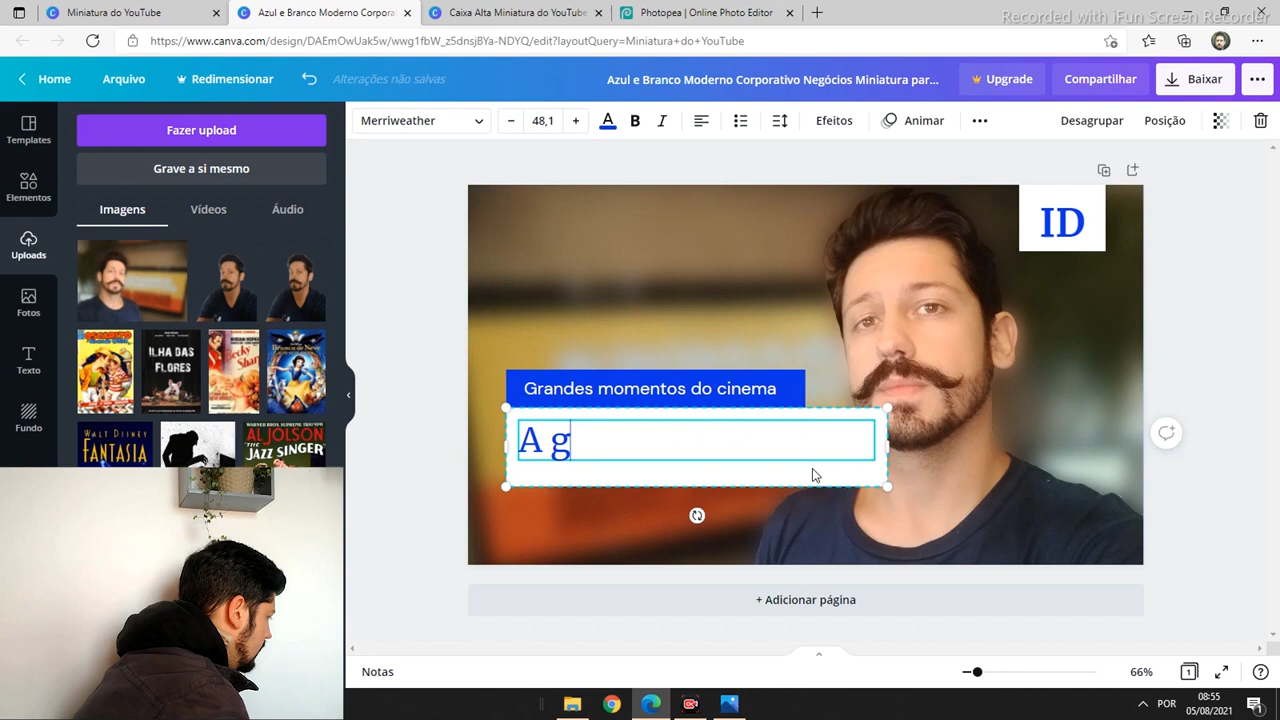 Miniatura do YouTube
Azul e Branco Moderno Corpora
Caixa Alta Miniatura do YouTube
Photopea | Online Photo Editor
Recorded with iFun Screen Recorder
https://www.canva.com/design/DAEmOwUak5w/wwg1fbW_z5dnsjBYa-NDYQ/edit?layoutQuery=Miniatura+do+YouTube
Home
Arquivo
Redimensionar
Alterações não salvas
Azul e Branco Moderno Corporativo Negócios Miniatura par...
Upgrade
Compartilhar
Baixar
Merriweather
48,1
A
B
I
Efeitos
Animar
Desagrupar
Posição
Templates
Elementos
Uploads
Fotos
Texto
Fundo
Fazer upload
Grave a si mesmo
Imagens
Vídeos
Áudio
ILHA DAS
FLORES
Becky
Sharp
WALT DISNEY
FANTASIA
AL JOLSON
THE
JAZZ SINGER
ID
Grandes momentos do cinema
A g
+ Adicionar página
Notas
66%
1
POR
08:55
05/08/2021